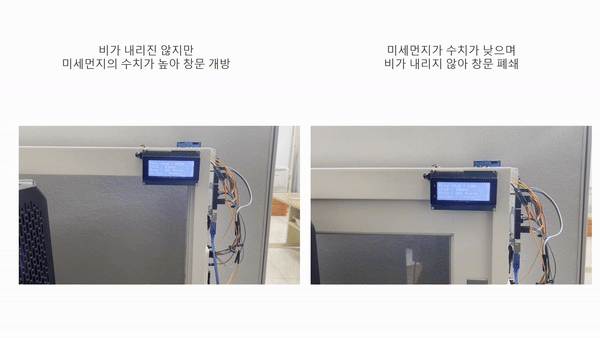 비가 내리진 않지만
미세먼지의 수치가 높아 창문 개방
미세먼지가 수치가 낮으며
비가 내리지 않아 창문 폐쇄